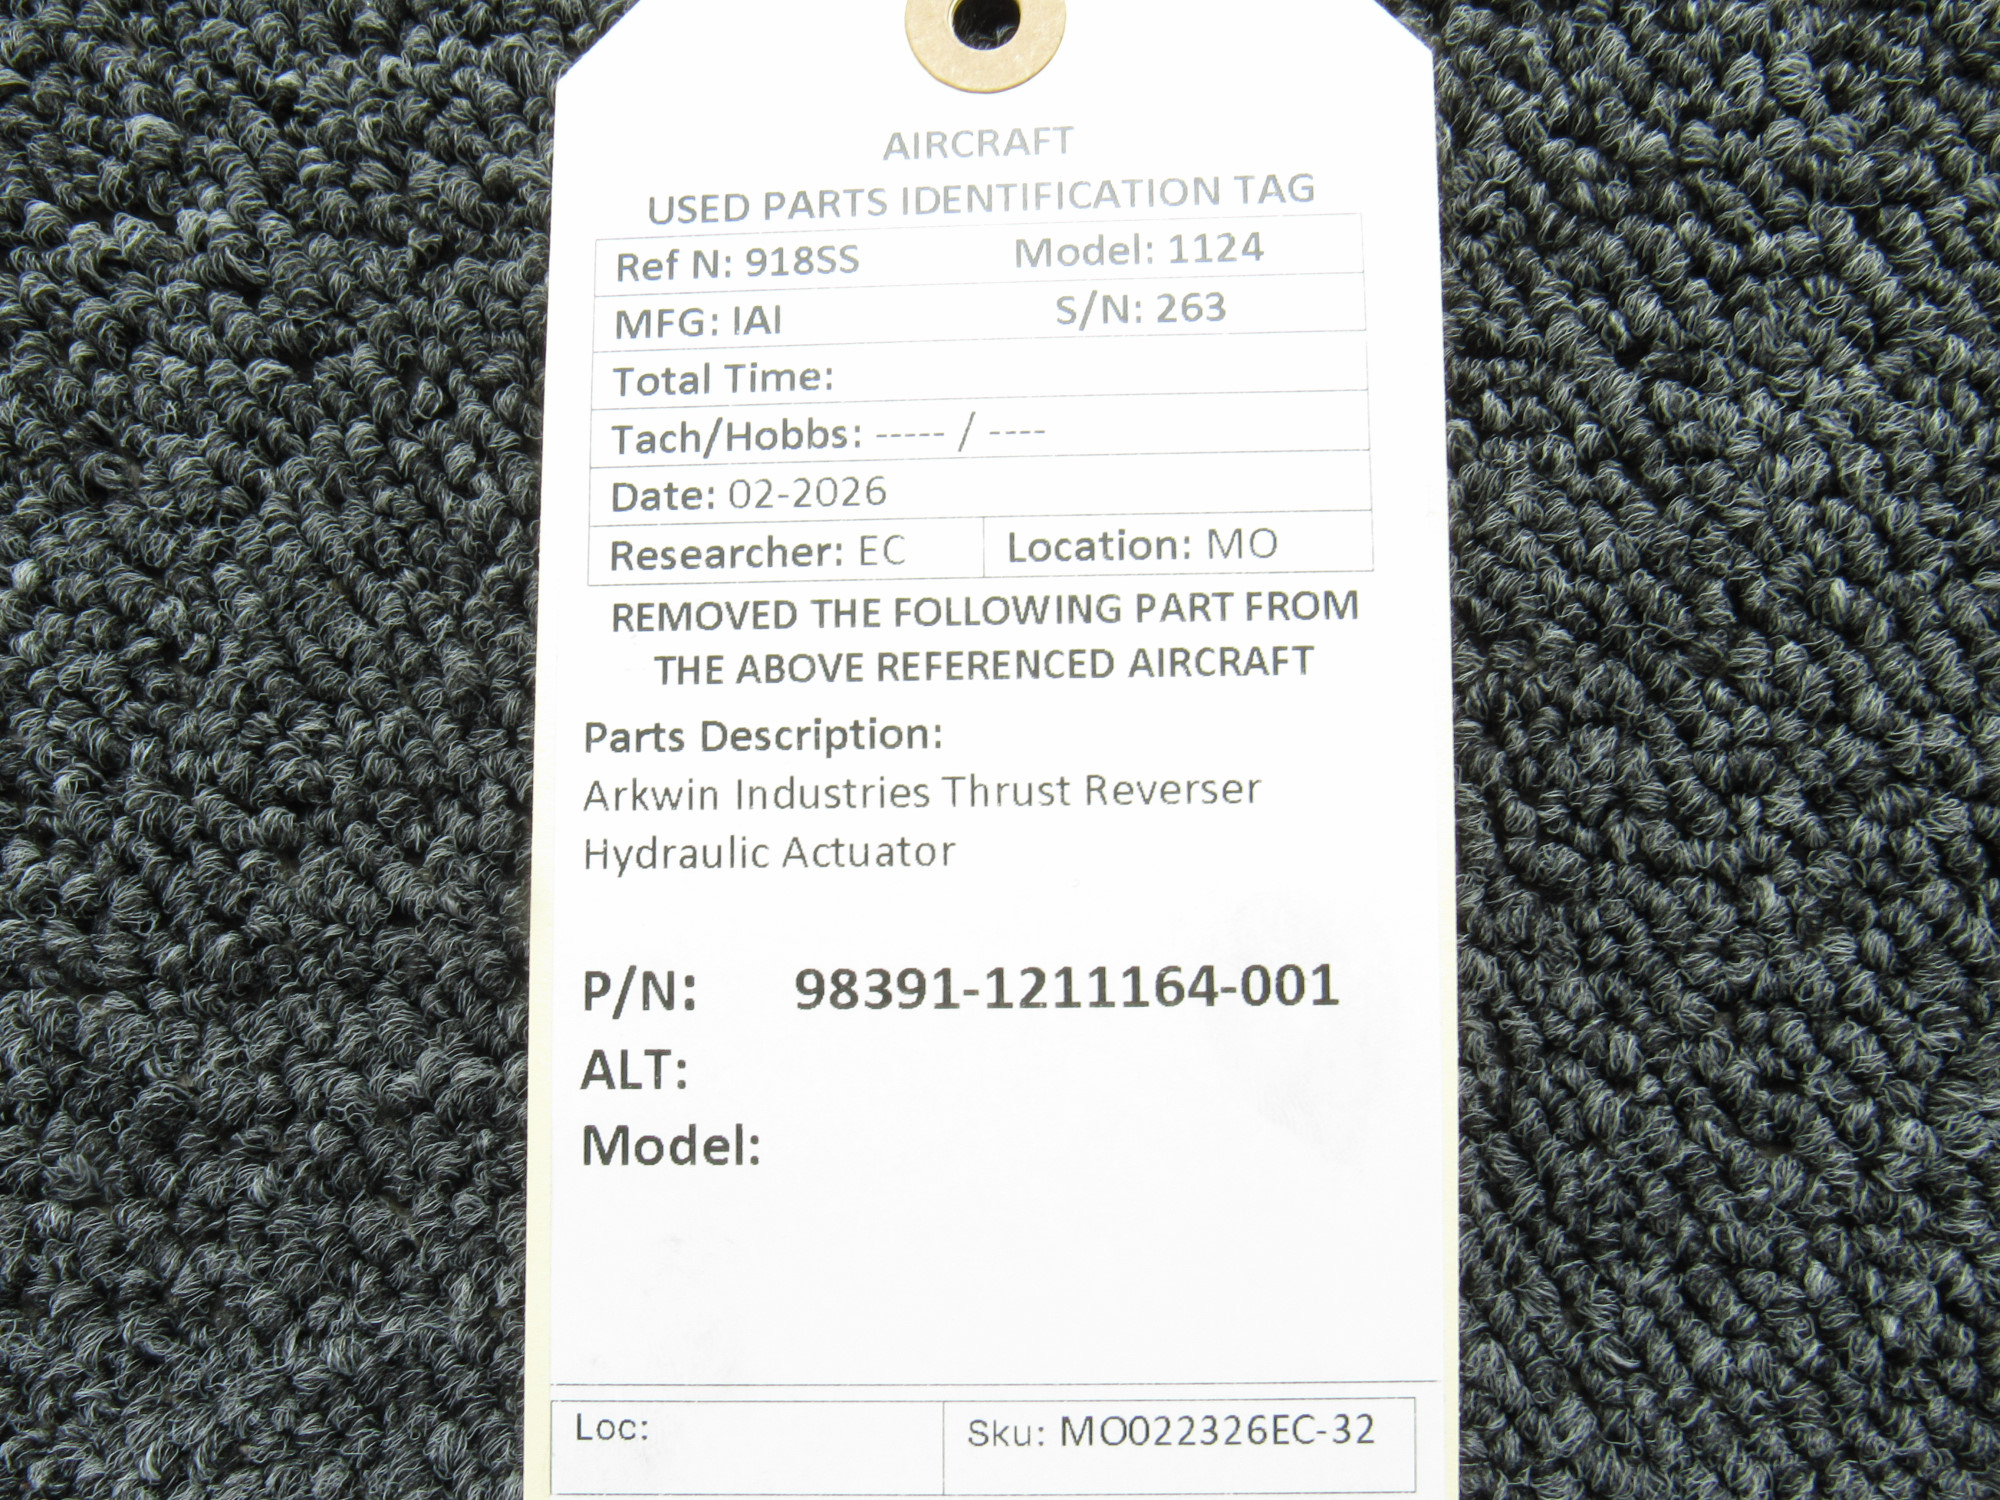 AIRCRAFT
USED PARTS IDENTIFICATION TAG
Ref N: 918SS Model: 1124
MFG: IAI S/N: 263
Total Time:
Tach/Hobbs: ----- / ----
Date: 02-2026
Researcher: EC Location: MO
REMOVED THE FOLLOWING PART FROM
THE ABOVE REFERENCED AIRCRAFT
Parts Description:
Arkwin Industries Thrust Reverser
Hydraulic Actuator
P/N: 98391-1211164-001
ALT:
Model:
Loc: Sku: MO022326EC-32